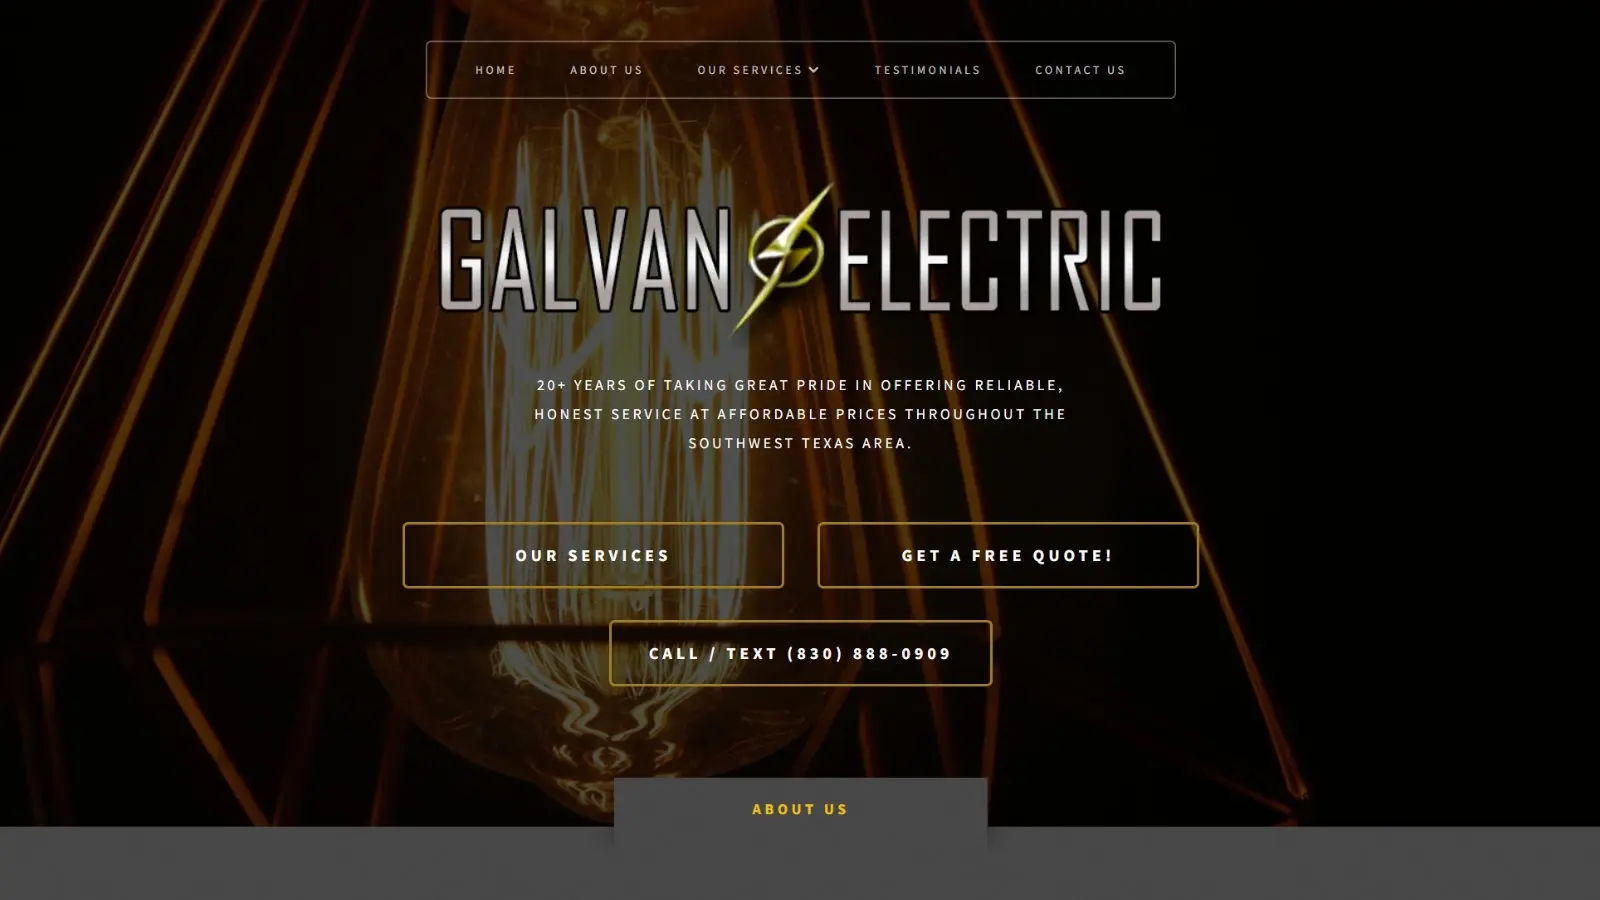 HOME ABOUT US OUR SERVICES TESTIMONIALS CONTACT US
GALVAN ELECTRIC
20+ YEARS OF TAKING GREAT PRIDE IN OFFERING RELIABLE,
HONEST SERVICE AT AFFORDABLE PRICES THROUGHOUT THE
SOUTHWEST TEXAS AREA.
OUR SERVICES GET A FREE QUOTE!
CALL / TEXT (830) 888-0909
ABOUT US